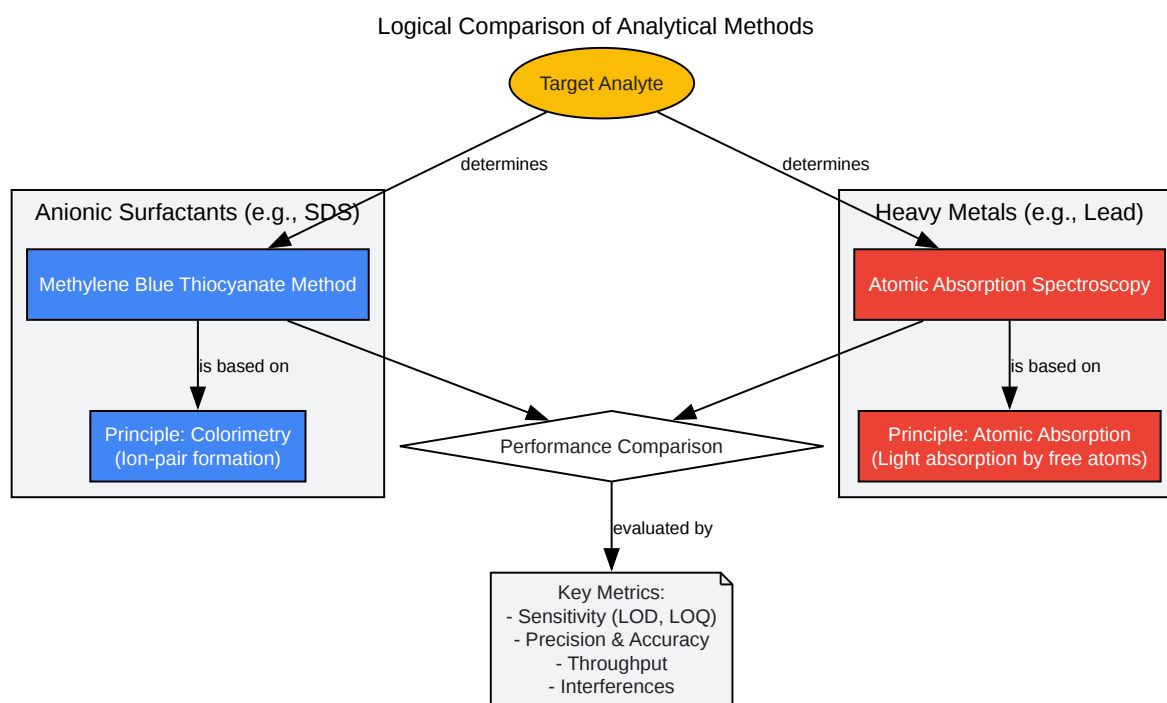 Logical Comparison of Analytical Methods
Target Analyte
determines
determines
Anionic Surfactants (e.g., SDS)
Heavy Metals (e.g., Lead)
Methylene Blue Thiocyanate Method
Atomic Absorption Spectroscopy
is based on
is based on
Principle: Colorimetry
(Ion-pair formation)
Performance Comparison
Principle: Atomic Absorption
(Light absorption by free atoms)
evaluated by
Key Metrics:
- Sensitivity (LOD, LOQ)
- Precision & Accuracy
- Throughput
- Interferences